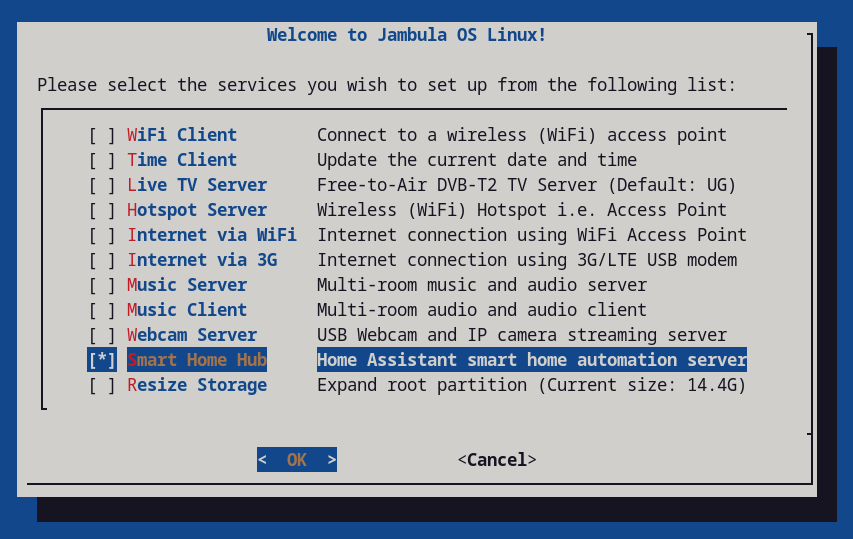 Welcome to Jambula OS Linux!
Please select the services you wish to set up from the following list:
[ ] WiFi Client Connect to a wireless (WiFi) access point
[ ] Time Client Update the current date and time
[ ] Live TV Server Free-to-Air DVB-T2 TV Server (Default: UG)
[ ] Hotspot Server Wireless (WiFi) Hotspot i.e. Access Point
[ ] Internet via WiFi Internet connection using WiFi Access Point
[ ] Internet via 3G Internet connection using 3G/LTE USB modem
[ ] Music Server Multi-room music and audio server
[ ] Music Client Multi-room audio and audio client
[ ] Webcam Server USB Webcam and IP camera streaming server
[*] Smart Home Hub Home Assistant smart home automation server
[ ] Resize Storage Expand root partition (Current size: 14.4G)
< OK > <Cancel>